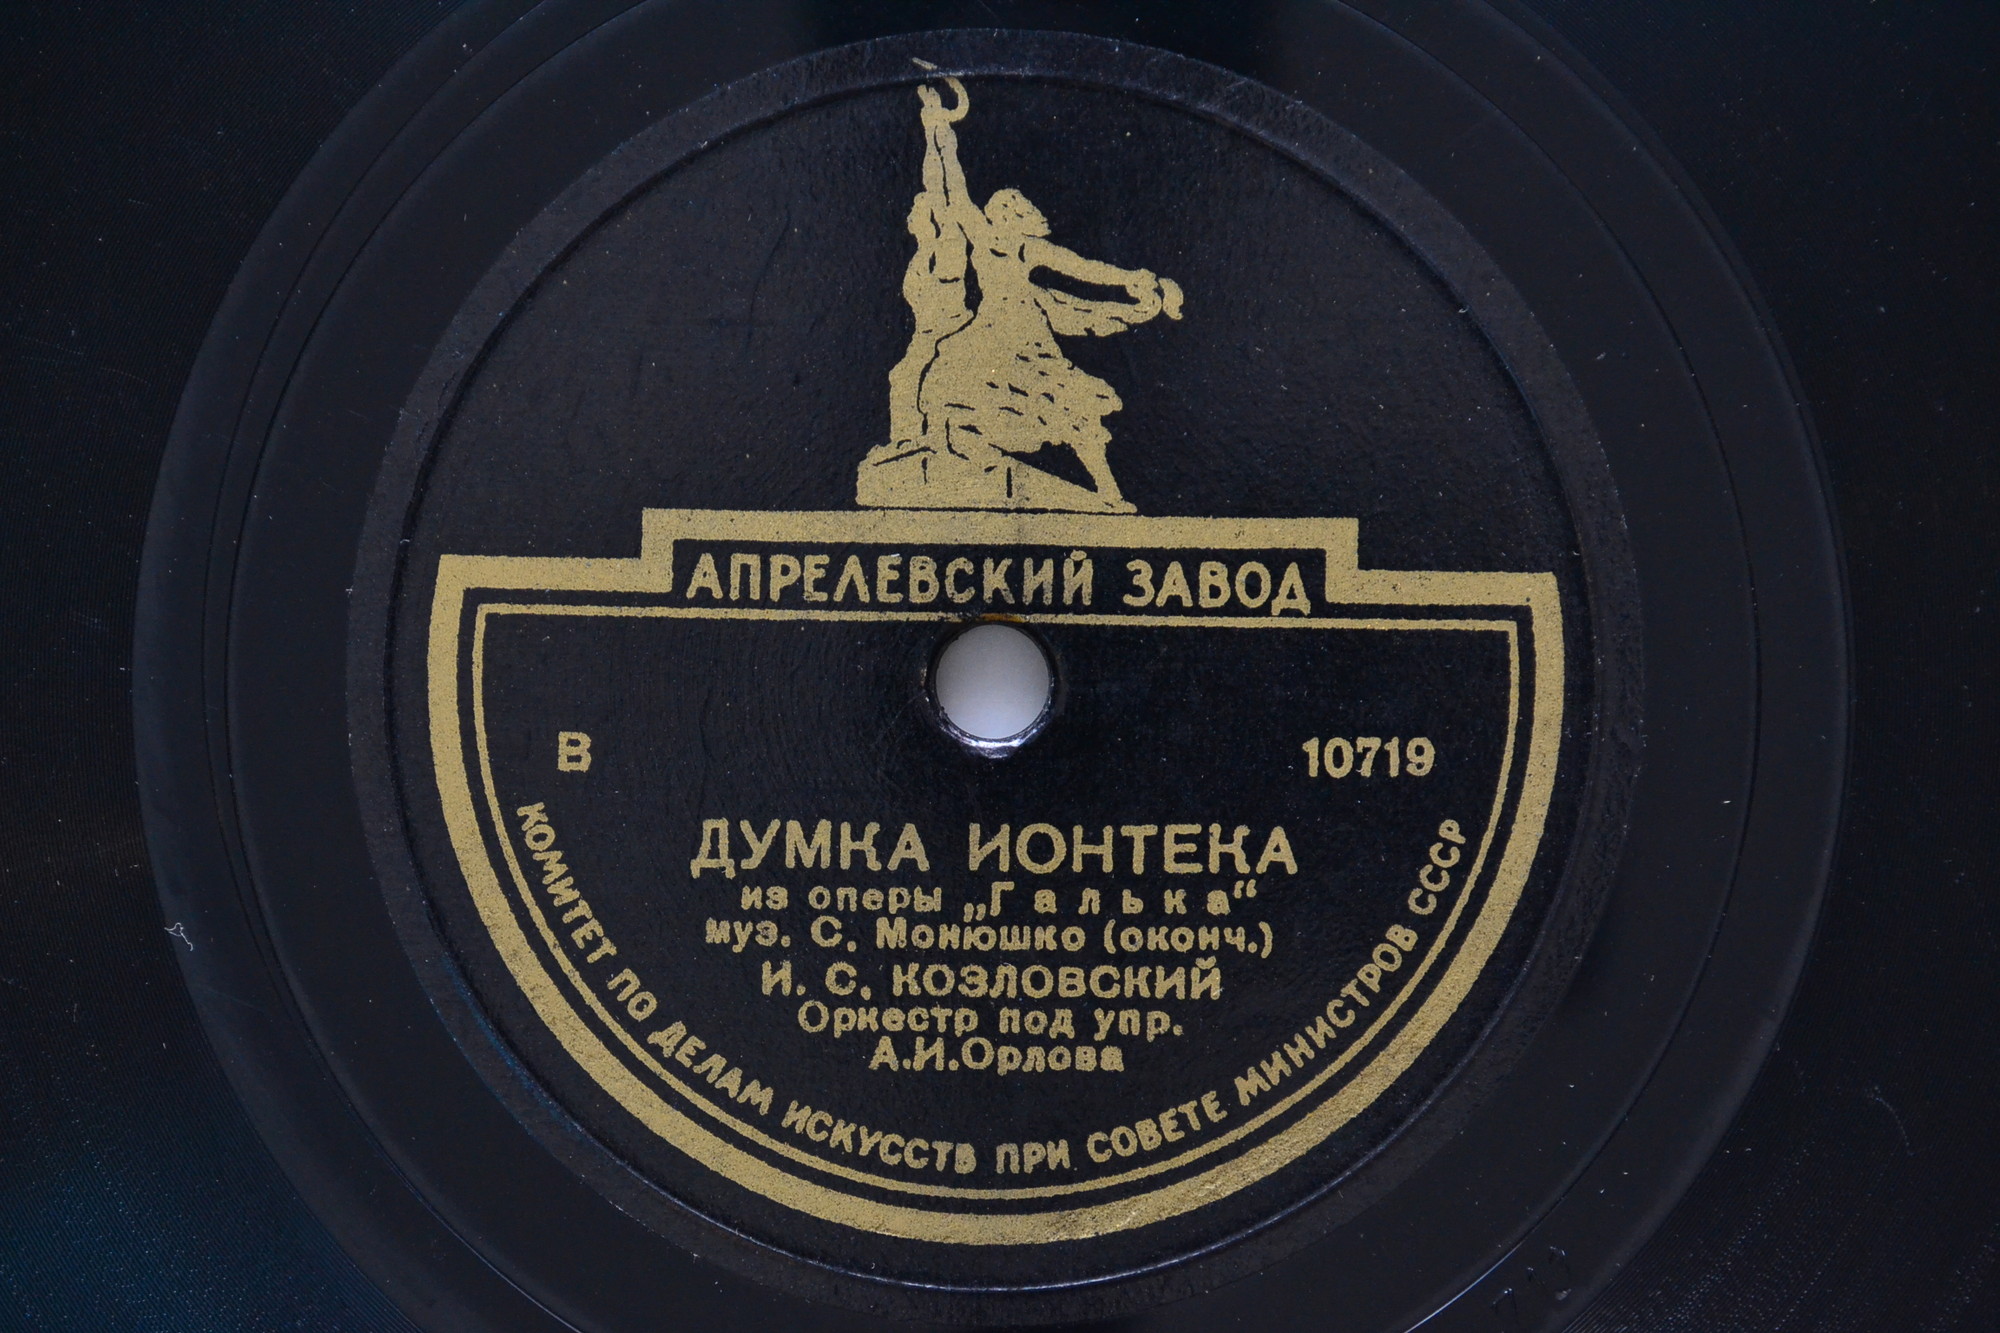 АПРЕЛЕВСКИЙ ЗАВОД
В 10719
ДУМКА ИОНТЕКА
из оперы „Галька“
муз. С. Монюшко (оконч.)
И. С. КОЗЛОВСКИЙ
Оркестр под упр.
А.И.Орлова
КОМИТЕТ ПО ДЕЛАМ ИСКУССТВ ПРИ СОВЕТЕ МИНИСТРОВ СССР